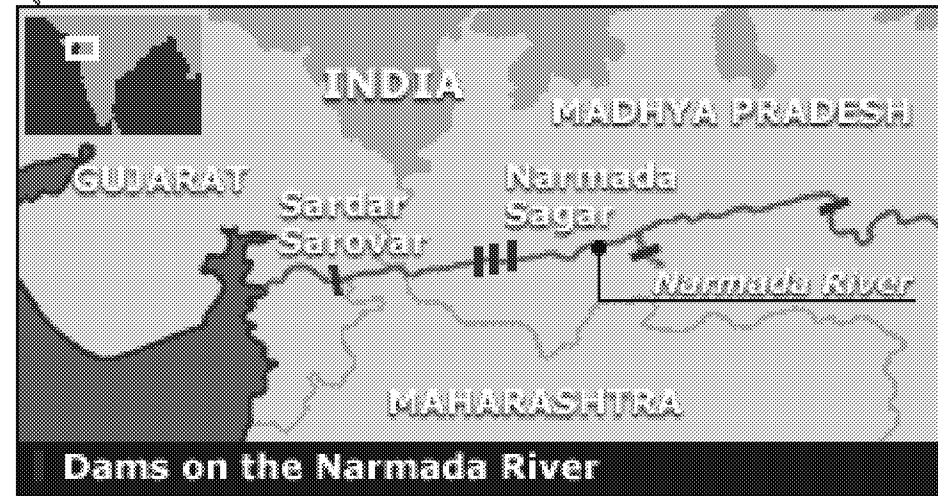 INDIA
MADHYA PRADESH
GUJARAT
Narmada
Sagar
Sardar
Sarovar
Narmada River
MAHARASHTRA
Dams on the Narmada River